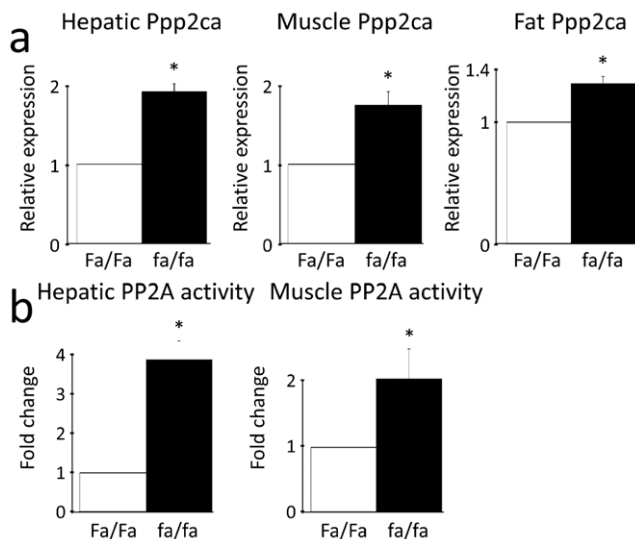 a
Hepatic Ppp2ca
Muscle Ppp2ca
Fat Ppp2ca
Relative expression
2
1
0
*
Fa/Fa fa/fa
Relative expression
2
1
0
*
Fa/Fa fa/fa
Relative expression
1.4
1
0
*
Fa/Fa fa/fa
b
Hepatic PP2A activity
Muscle PP2A activity
Fold change
4
3
2
1
0
*
Fa/Fa fa/fa
Fold change
2
1
0
*
Fa/Fa fa/fa